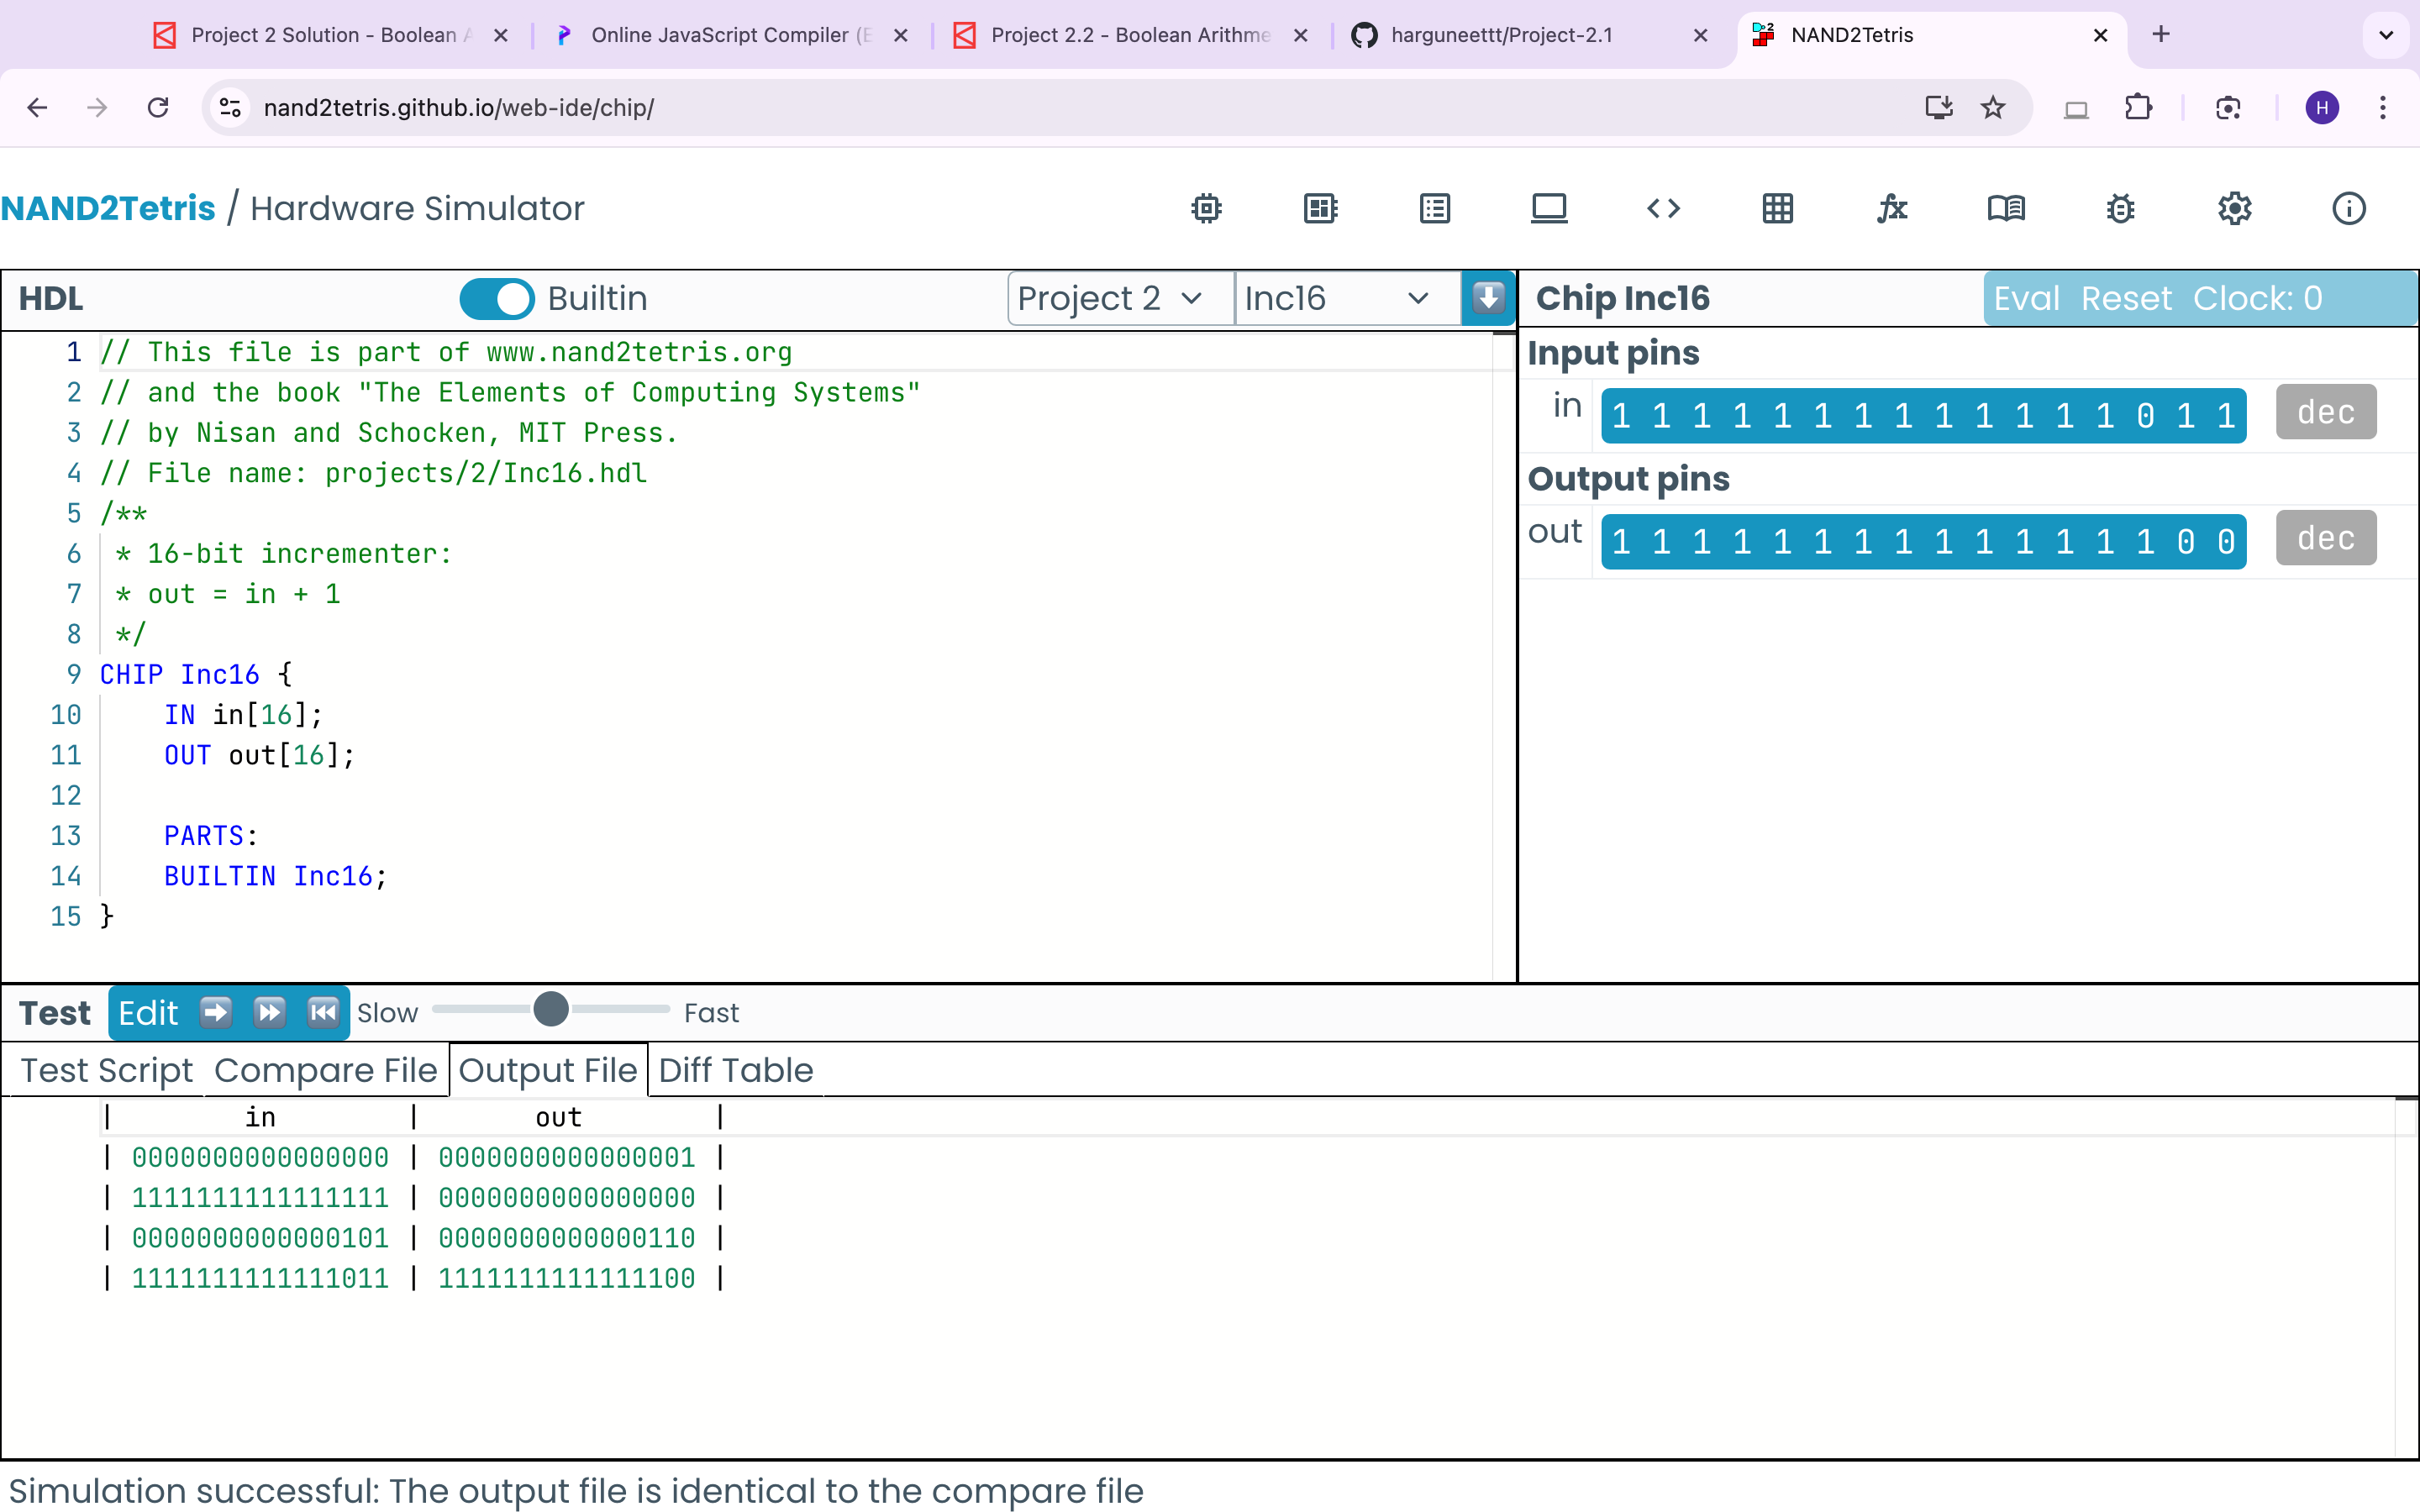 Project 2 Solution - Boolean A
Online JavaScript Compiler (E
Project 2.2 - Boolean Arithme
harguneettt/Project-2.1
NAND2Tetris
nand2tetris.github.io/web-ide/chip/
H
NAND2Tetris / Hardware Simulator
HDL Builtin Project 2 Inc16
1 // This file is part of www.nand2tetris.org
2 // and the book "The Elements of Computing Systems"
3 // by Nisan and Schocken, MIT Press.
4 // File name: projects/2/Inc16.hdl
5 /**
6 * 16-bit incrementer:
7 * out = in + 1
8 */
9 CHIP Inc16 {
10 IN in[16];
11 OUT out[16];
12
13 PARTS:
14 BUILTIN Inc16;
15 }
Chip Inc16 Eval Reset Clock: 0
Input pins
in 1 1 1 1 1 1 1 1 1 1 1 1 1 0 1 1 dec
Output pins
out 1 1 1 1 1 1 1 1 1 1 1 1 1 1 0 0 dec
Test Edit Slow Fast
Test Script Compare File Output File Diff Table
| in | out |
| 0000000000000000 | 0000000000000001 |
| 1111111111111111 | 0000000000000000 |
| 0000000000000101 | 0000000000000110 |
| 1111111111111011 | 1111111111111100 |
Simulation successful: The output file is identical to the compare file